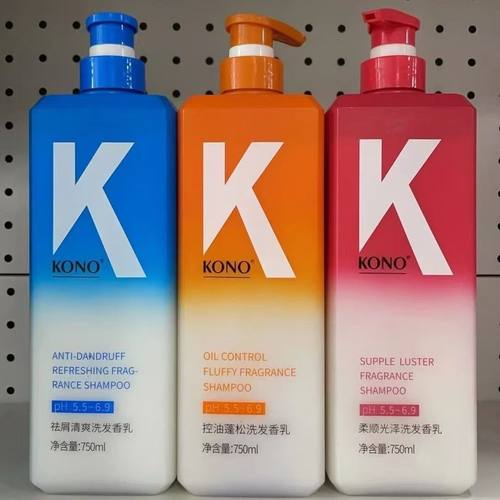 K
KONO®
ANTI-DANDRUFF
REFRESHING FRAG-
RANCE SHAMPOO
pH 5.5~6.9
祛屑清爽洗发香乳
净含量:750ml
K
KONO®
OIL CONTROL
FLUFFY FRAGRANCE
SHAMPOO
pH 5.5~6.9
控油蓬松洗发香乳
净含量:750ml
K
KONO®
SUPPLE LUSTER
FRAGRANCE
SHAMPOO
pH 5.5~6.9
柔顺光泽洗发香乳
净含量:750ml